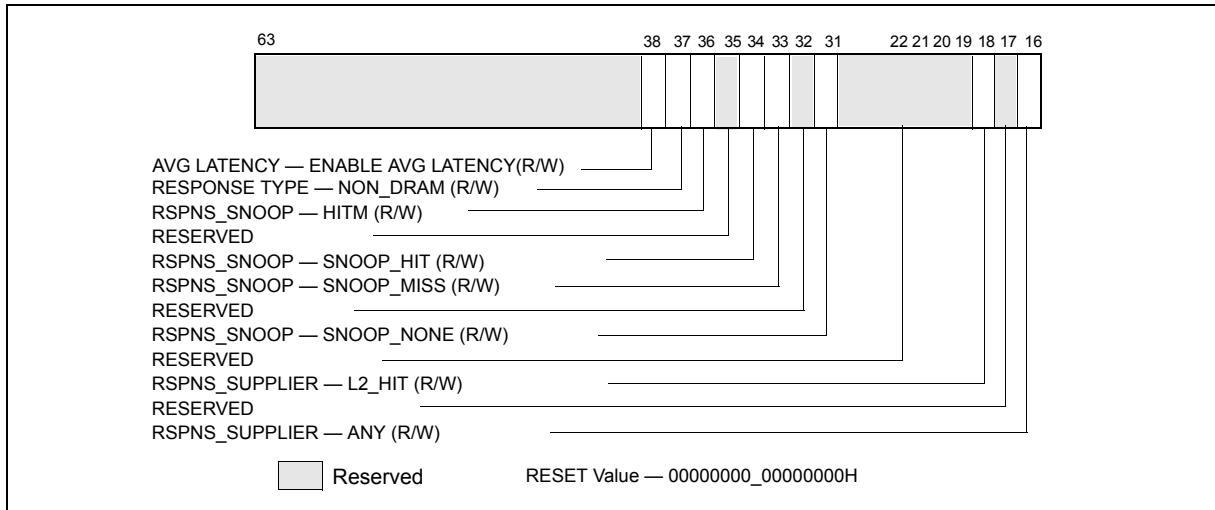 63 38 37 36 35 34 33 32 31 22 21 20 19 18 17 16
AVG LATENCY — ENABLE AVG LATENCY(R/W)
RESPONSE TYPE — NON_DRAM (R/W)
RSPNS_SNOOP — HITM (R/W)
RESERVED
RSPNS_SNOOP — SNOOP_HIT (R/W)
RSPNS_SNOOP — SNOOP_MISS (R/W)
RESERVED
RSPNS_SNOOP — SNOOP_NONE (R/W)
RESERVED
RSPNS_SUPPLIER — L2_HIT (R/W)
RESERVED
RSPNS_SUPPLIER — ANY (R/W)
Reserved RESET Value — 00000000_00000000H